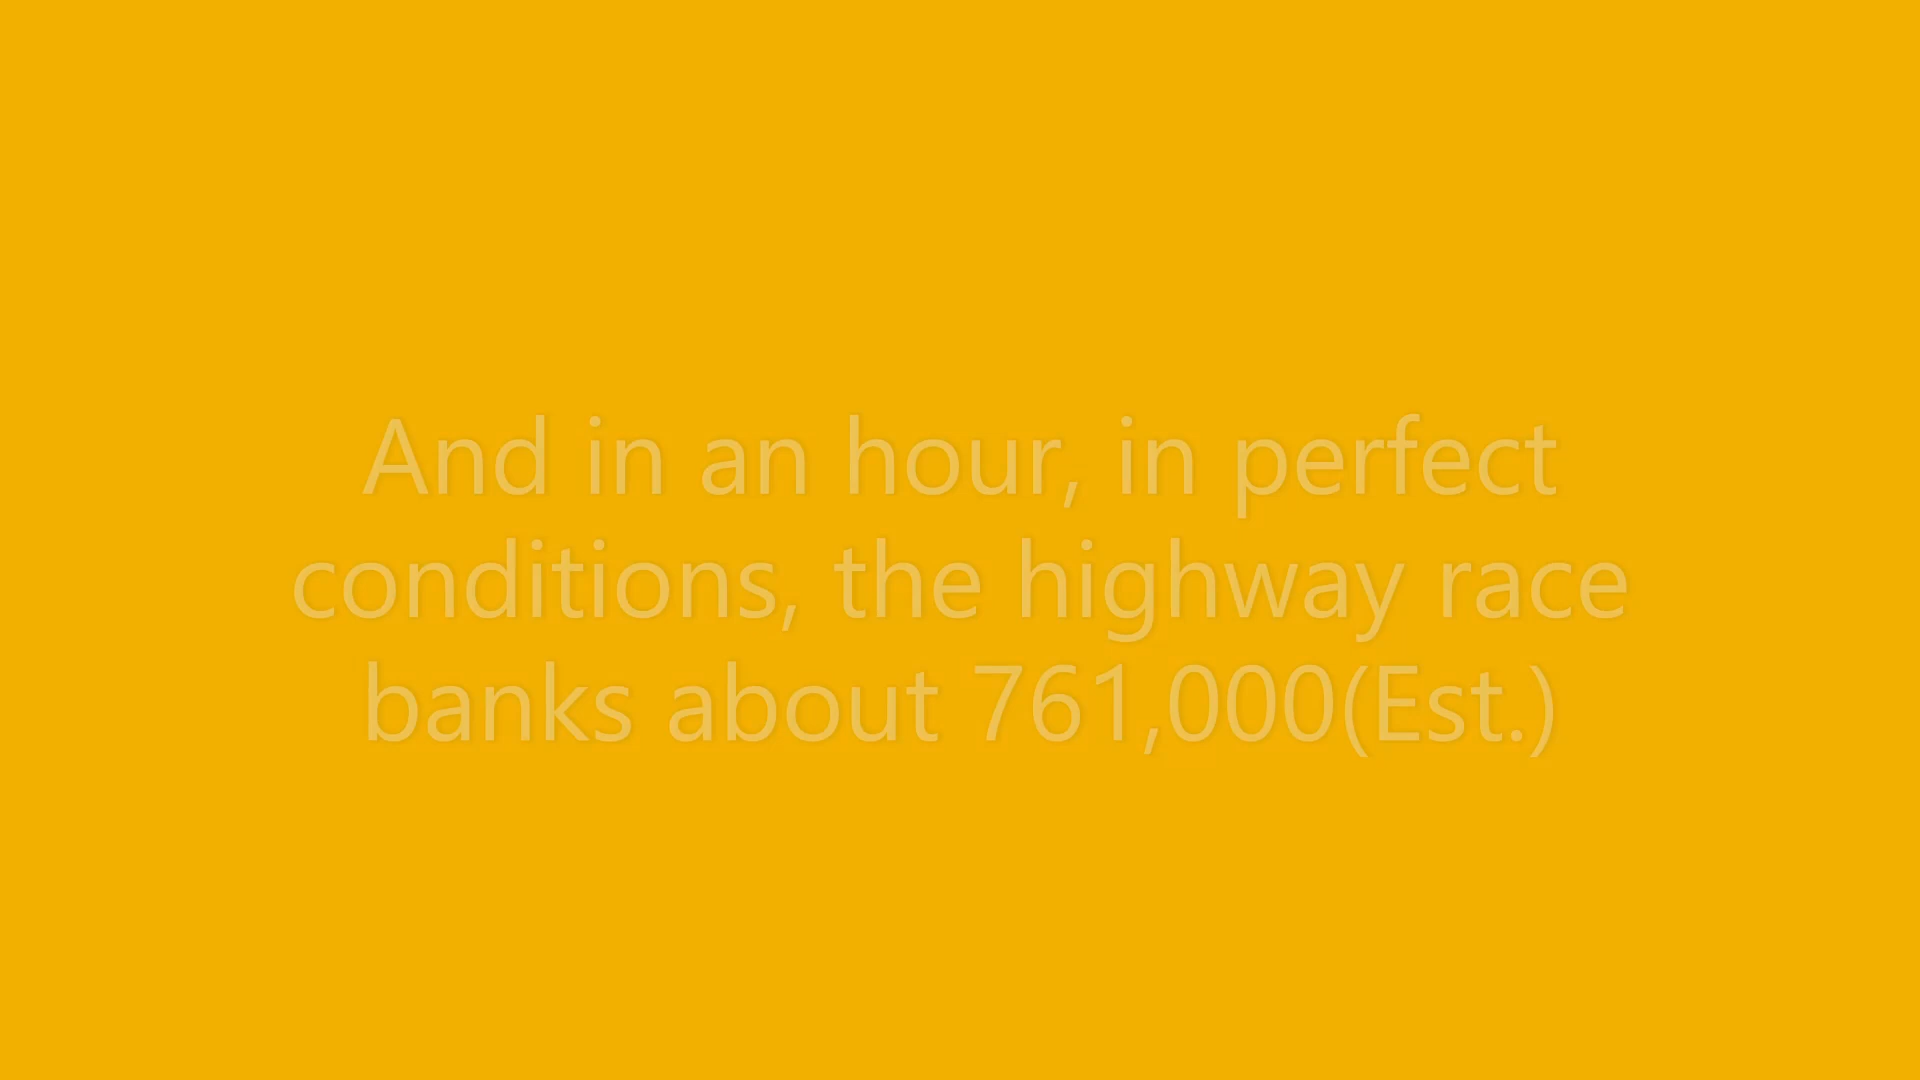 And in an hour, in perfect
conditions, the highway race
banks about 761,000(Est.)